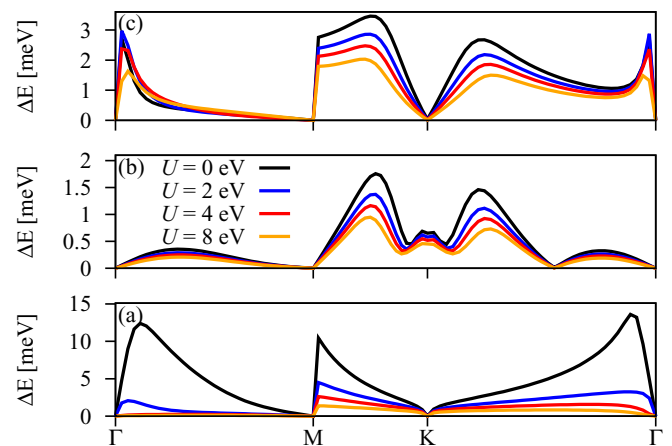 (c)
3
2
1
0
ΔE [meV]
(b)
2
1.5
1
0.5
0
ΔE [meV]
U = 0 eV
U = 2 eV
U = 4 eV
U = 8 eV
(a)
15
10
5
0
ΔE [meV]
Γ M K Γ